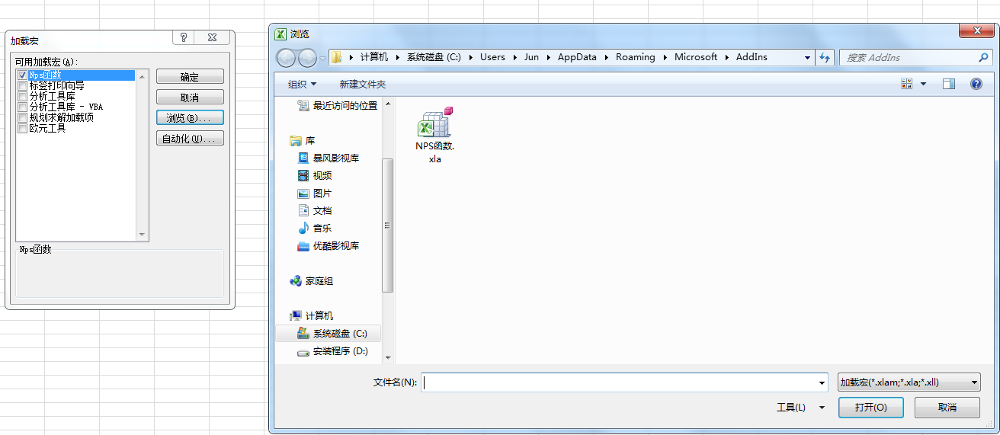 加载宏
可用加载宏(A):
Nps函数
标签打印向导
分析工具库
分析工具库 - VBA
规划求解加载项
欧元工具
确定
取消
浏览(B)...
自动化(U)...
Nps函数
浏览
计算机 系统磁盘 (C:) Users Jun AppData Roaming Microsoft AddIns
搜索 AddIns
组织 新建文件夹
最近访问的位置
库
暴风影视库
视频
图片
文档
音乐
优酷影视库
家庭组
计算机
系统磁盘 (C:)
安装程序 (D:)
NPS函数.
xla
文件名(N):
加载宏(*.xlam;*.xla;*.xll)
工具(L)
打开(O)
取消